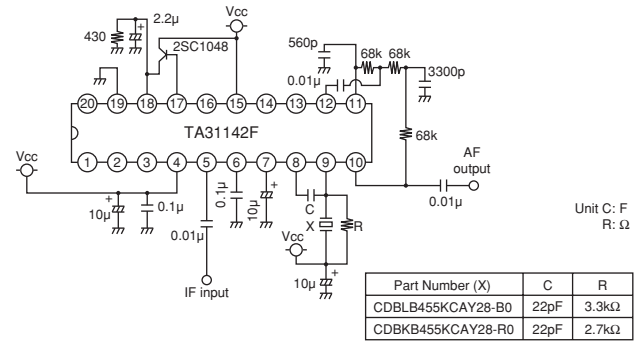 Vcc
2.2µ
430
2SC1048
560p
68k
68k
0.01µ
3300p
20
19
18
17
16
15
14
13
12
11
TA31142F
68k
1
2
3
4
5
6
7
8
9
10
AF
output
Vcc
+
10µ
0.1µ
0.01µ
0.1µ
10µ
+
C
X
R
0.01µ
Vcc
10µ
+
IF input
+
Unit C: F
R: Ω
Part Number (X) C R
CDBLB455KCAY28-B0 22pF 3.3kΩ
CDBKB455KCAY28-R0 22pF 2.7kΩ